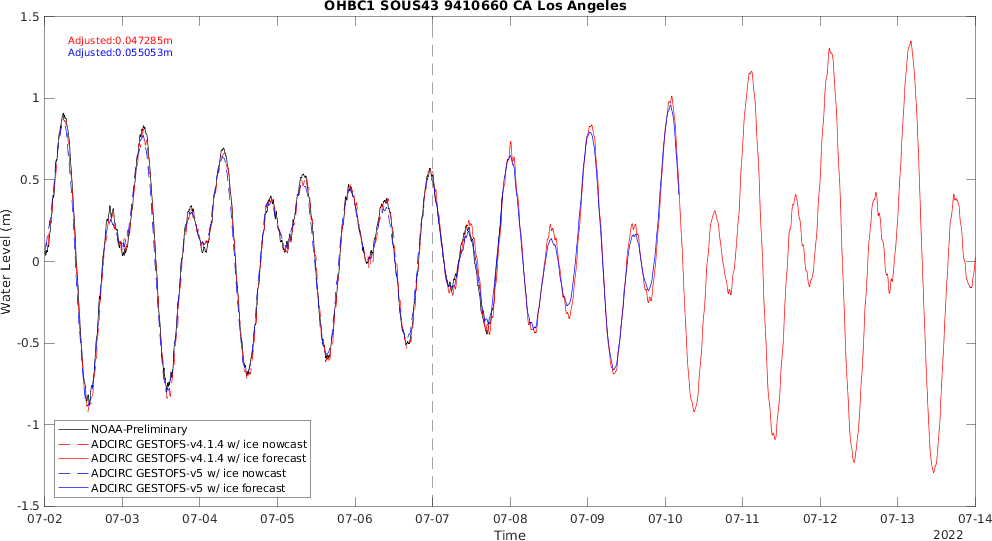 OHBC1 SOUS43 9410660 CA Los Angeles
Adjusted:0.047285m
Adjusted:0.055053m
1.5
1
0.5
0
-0.5
-1
-1.5
Water Level (m)
NOAA-Preliminary
ADCIRC GESTOFS-v4.1.4 w/ ice nowcast
ADCIRC GESTOFS-v4.1.4 w/ ice forecast
ADCIRC GESTOFS-v5 w/ ice nowcast
ADCIRC GESTOFS-v5 w/ ice forecast
07-02 07-03 07-04 07-05 07-06 07-07 07-08 07-09 07-10 07-11 07-12 07-13 07-14
Time
2022